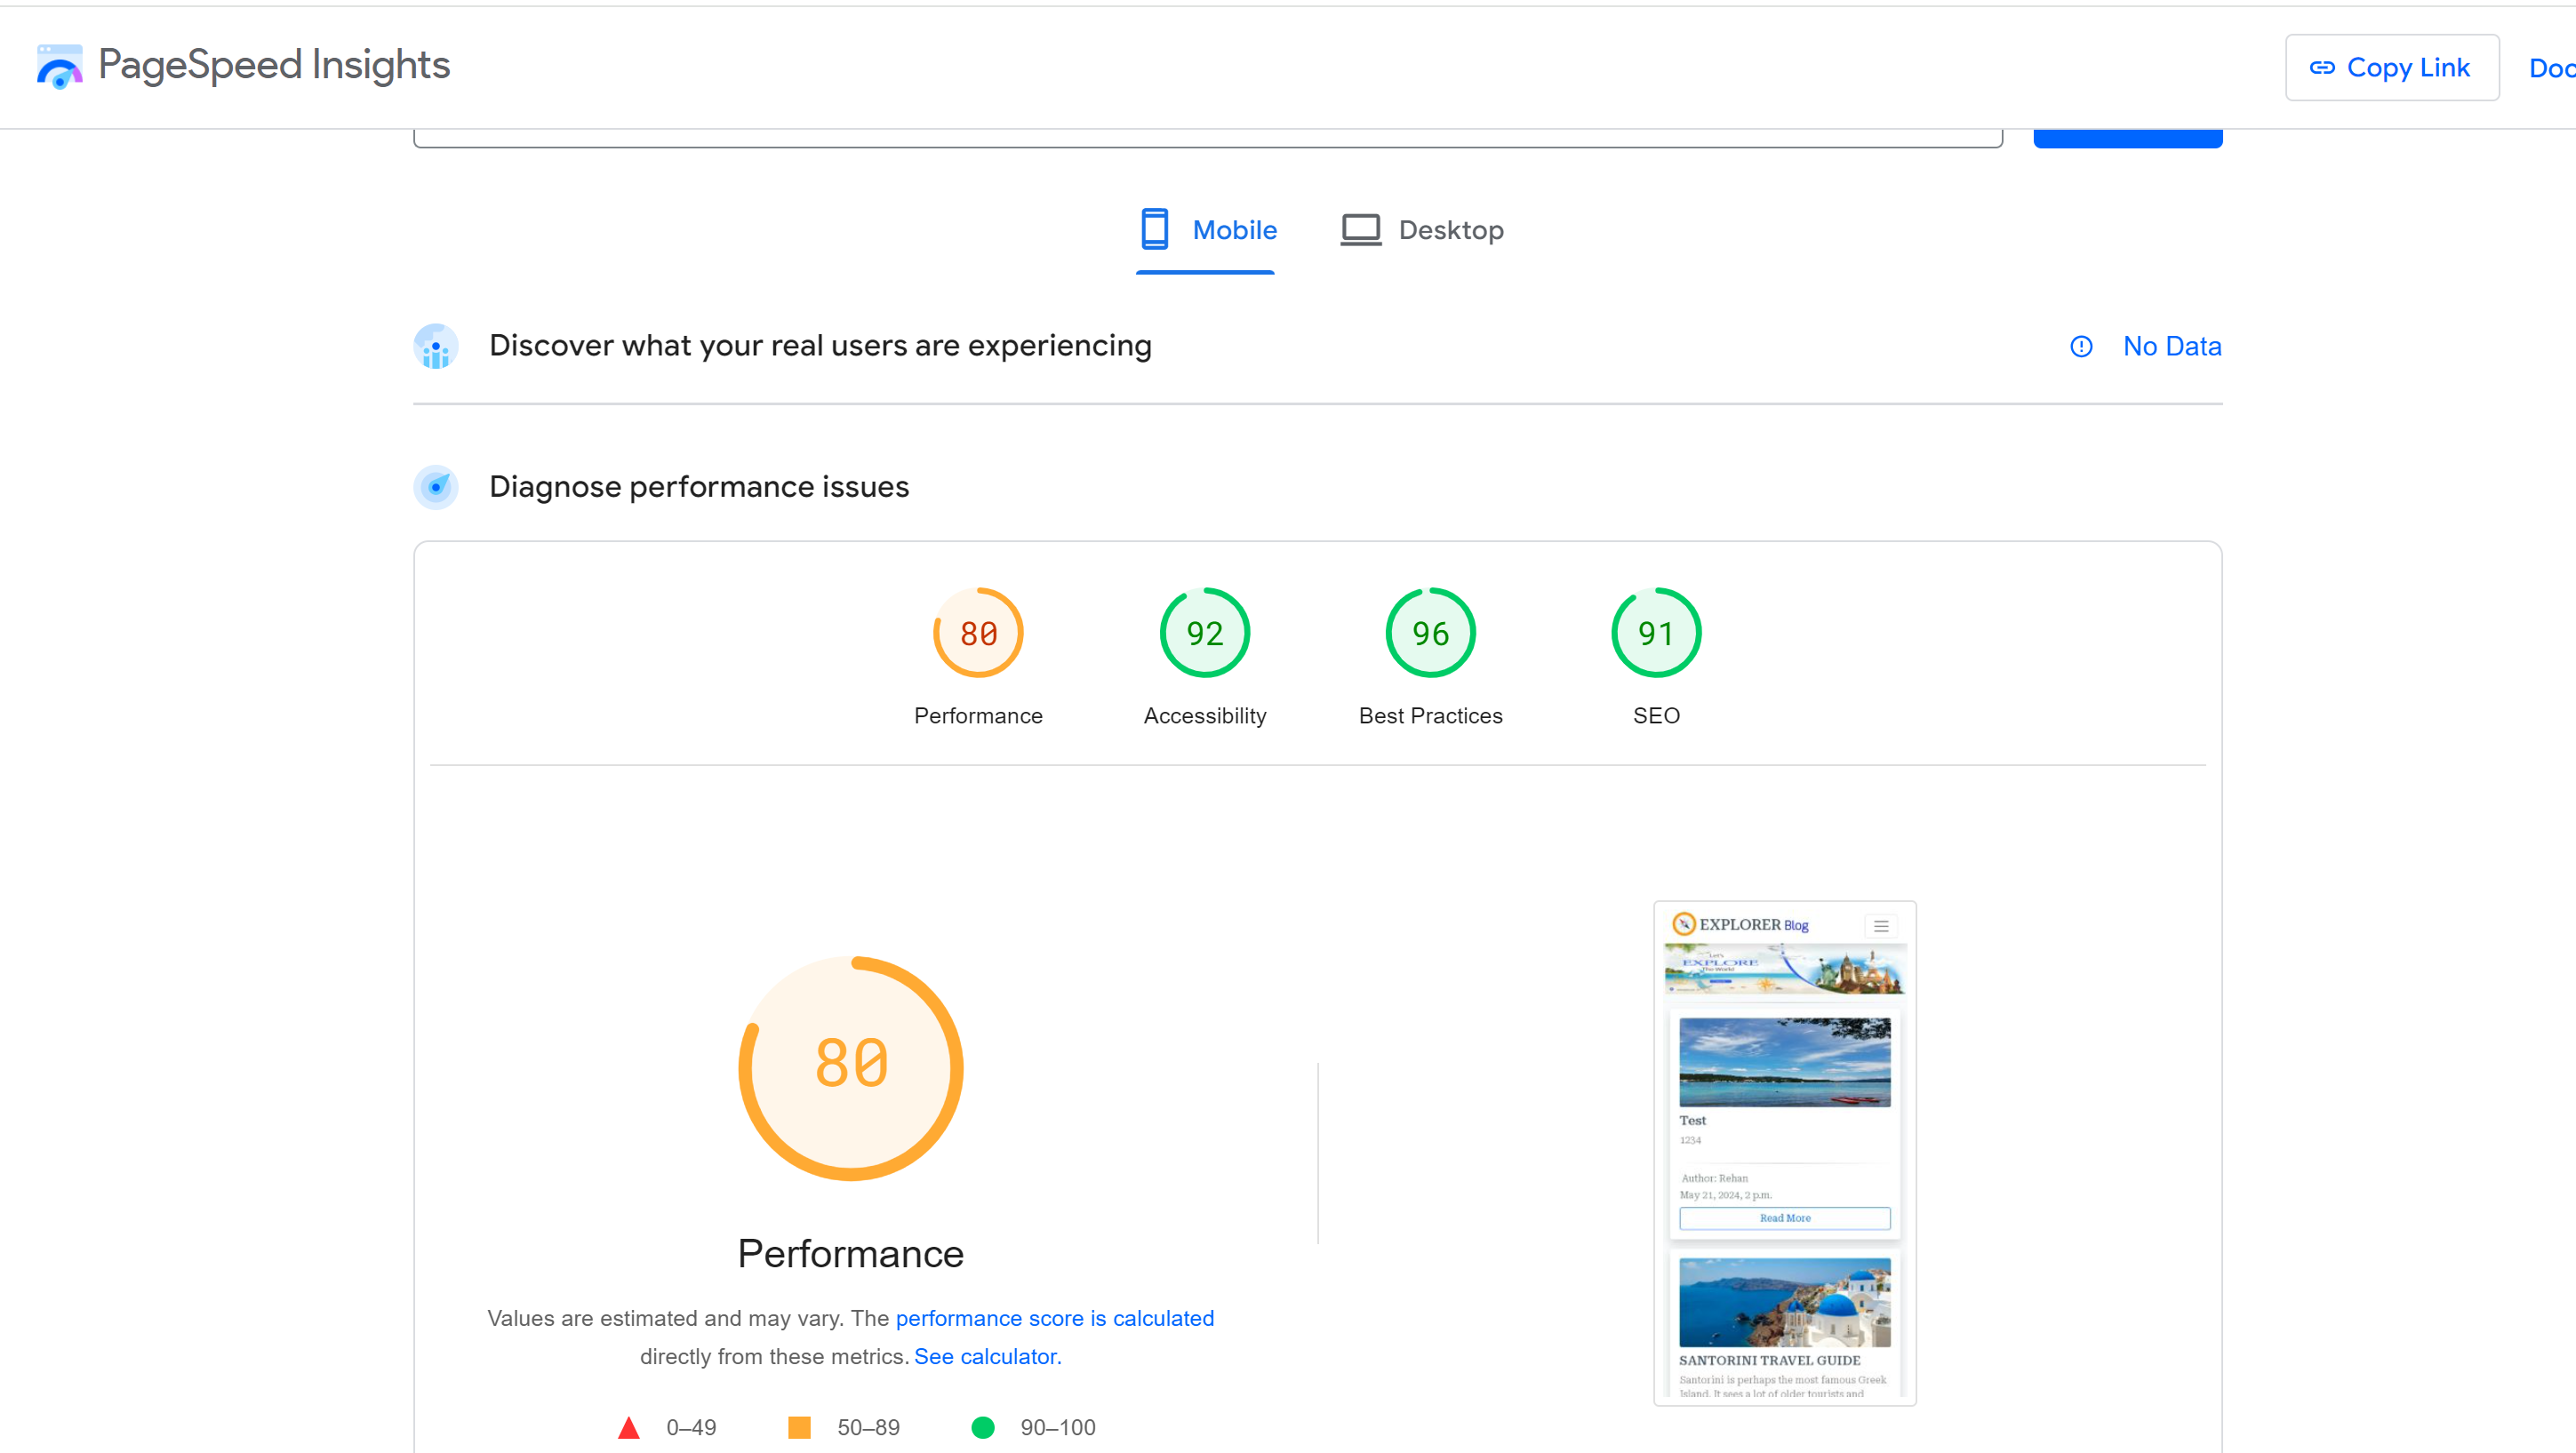 PageSpeed Insights
Copy Link
Doc
Mobile
Desktop
Discover what your real users are experiencing
No Data
Diagnose performance issues
80
92
96
91
Performance
Accessibility
Best Practices
SEO
80
Performance
Values are estimated and may vary. The performance score is calculated
directly from these metrics. See calculator.
0–49
50–89
90–100
EXPLORER Blog
Let's
EXPLORE
The World
Test
1234
Author: Rehan
May 21, 2024, 2 p.m.
Read More
SANTORINI TRAVEL GUIDE
Santorini is perhaps the most famous Greek
Island. It sees a lot of older tourists and